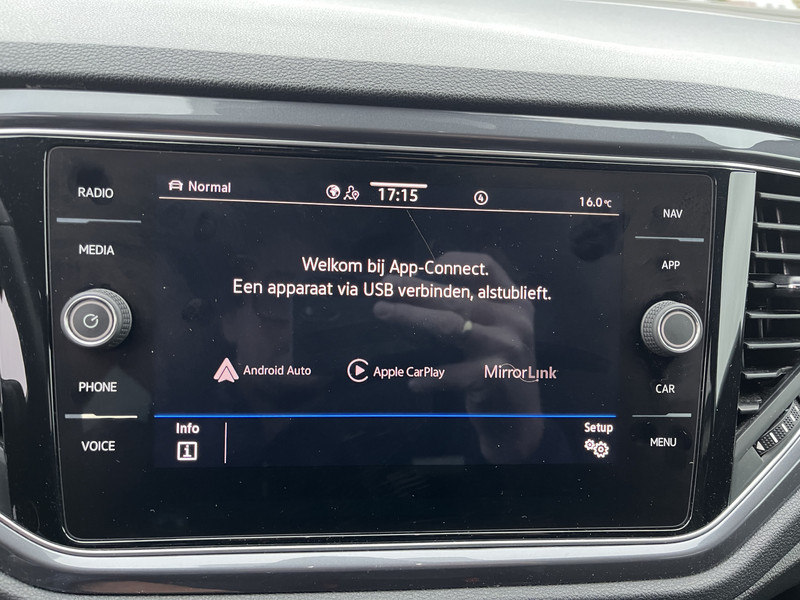 RADIO
MEDIA
PHONE
VOICE
Normal
17:15
4
16.0°C
Welkom bij App-Connect.
Een apparaat via USB verbinden, alstublieft.
Android Auto
Apple CarPlay
MirrorLink
Info
i
Setup
NAV
APP
CAR
MENU